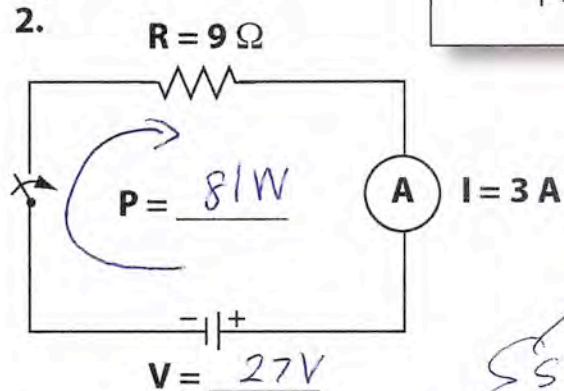 2.
R = 9 Ω
P = 81W
A
I = 3 A
- +
V = 27V